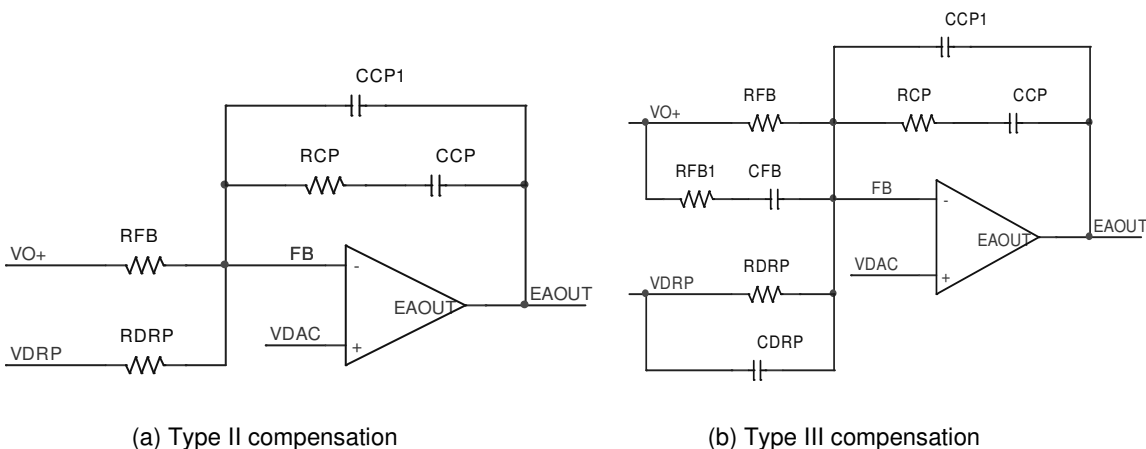 CCP1
RCP
CCP
RFB
VO+
FB
-
EAOUT
EAOUT
VDAC
+
RDRP
VDRP
(a) Type II compensation
CCP1
RFB
RCP
CCP
VO+
RFB1
CFB
FB
-
EAOUT
EAOUT
RDRP
VDAC
+
VDRP
CDRP
(b) Type III compensation